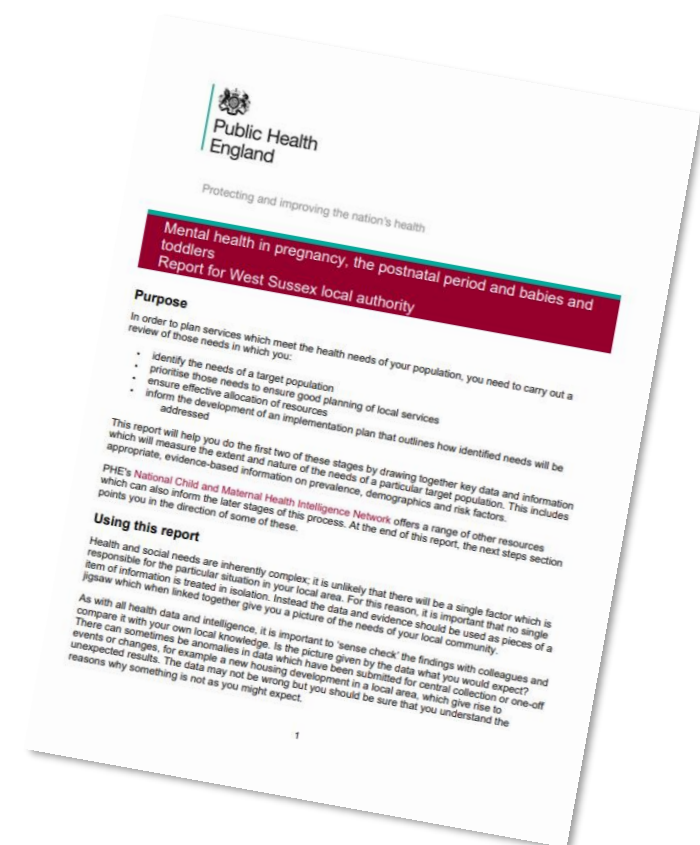 Public Health
England
Protecting and improving the nation's health
Mental health in pregnancy, the postnatal period and babies and
toddlers
Report for West Sussex local authority
Purpose
In order to plan services which meet the health needs of your population, you need to carry out a
review of those needs in which you:
• identify the needs of a target population
• prioritise those needs to ensure good planning of local services
• ensure effective allocation of resources
• inform the development of an implementation plan that outlines how identified needs will be
addressed
This report will help you do the first two of these stages by drawing together key data and information
which will measure the extent and nature of the needs of a particular target population. This includes
appropriate, evidence-based information on prevalence, demographics and risk factors.
PHE's National Child and Maternal Health Intelligence Network offers a range of other resources
which can also inform the later stages of this process. At the end of this report, the next steps section
points you in the direction of some of these.
Using this report
Health and social needs are inherently complex; it is unlikely that there will be a single factor which is
responsible for the particular situation in your local area. For this reason, it is important that no single
item of information is treated in isolation. Instead the data and evidence should be used as pieces of a
jigsaw which when linked together give you a picture of the needs of your local community.
As with all health data and intelligence, it is important to 'sense check' the findings with colleagues and
compare it with your own local knowledge. Is the picture given by the data what you would expect?
There can sometimes be anomalies in data which have been submitted for central collection or one-off
events or changes, for example a new housing development in a local area, which give rise to
unexpected results. The data may not be wrong but you should be sure that you understand the
reasons why something is not as you might expect.
1